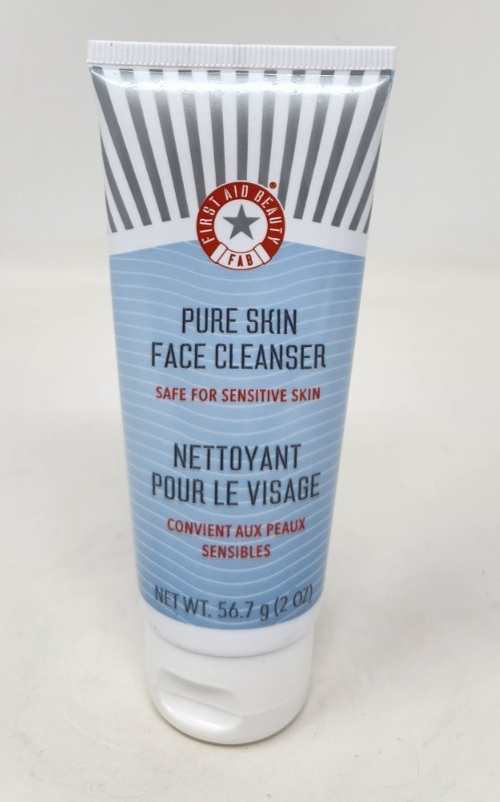 FIRST AID BEAUTY®
FAB
PURE SKIN
FACE CLEANSER
SAFE FOR SENSITIVE SKIN
NETTOYANT
POUR LE VISAGE
CONVIENT AUX PEAUX
SENSIBLES
NET WT. 56.7 g (2 OZ)